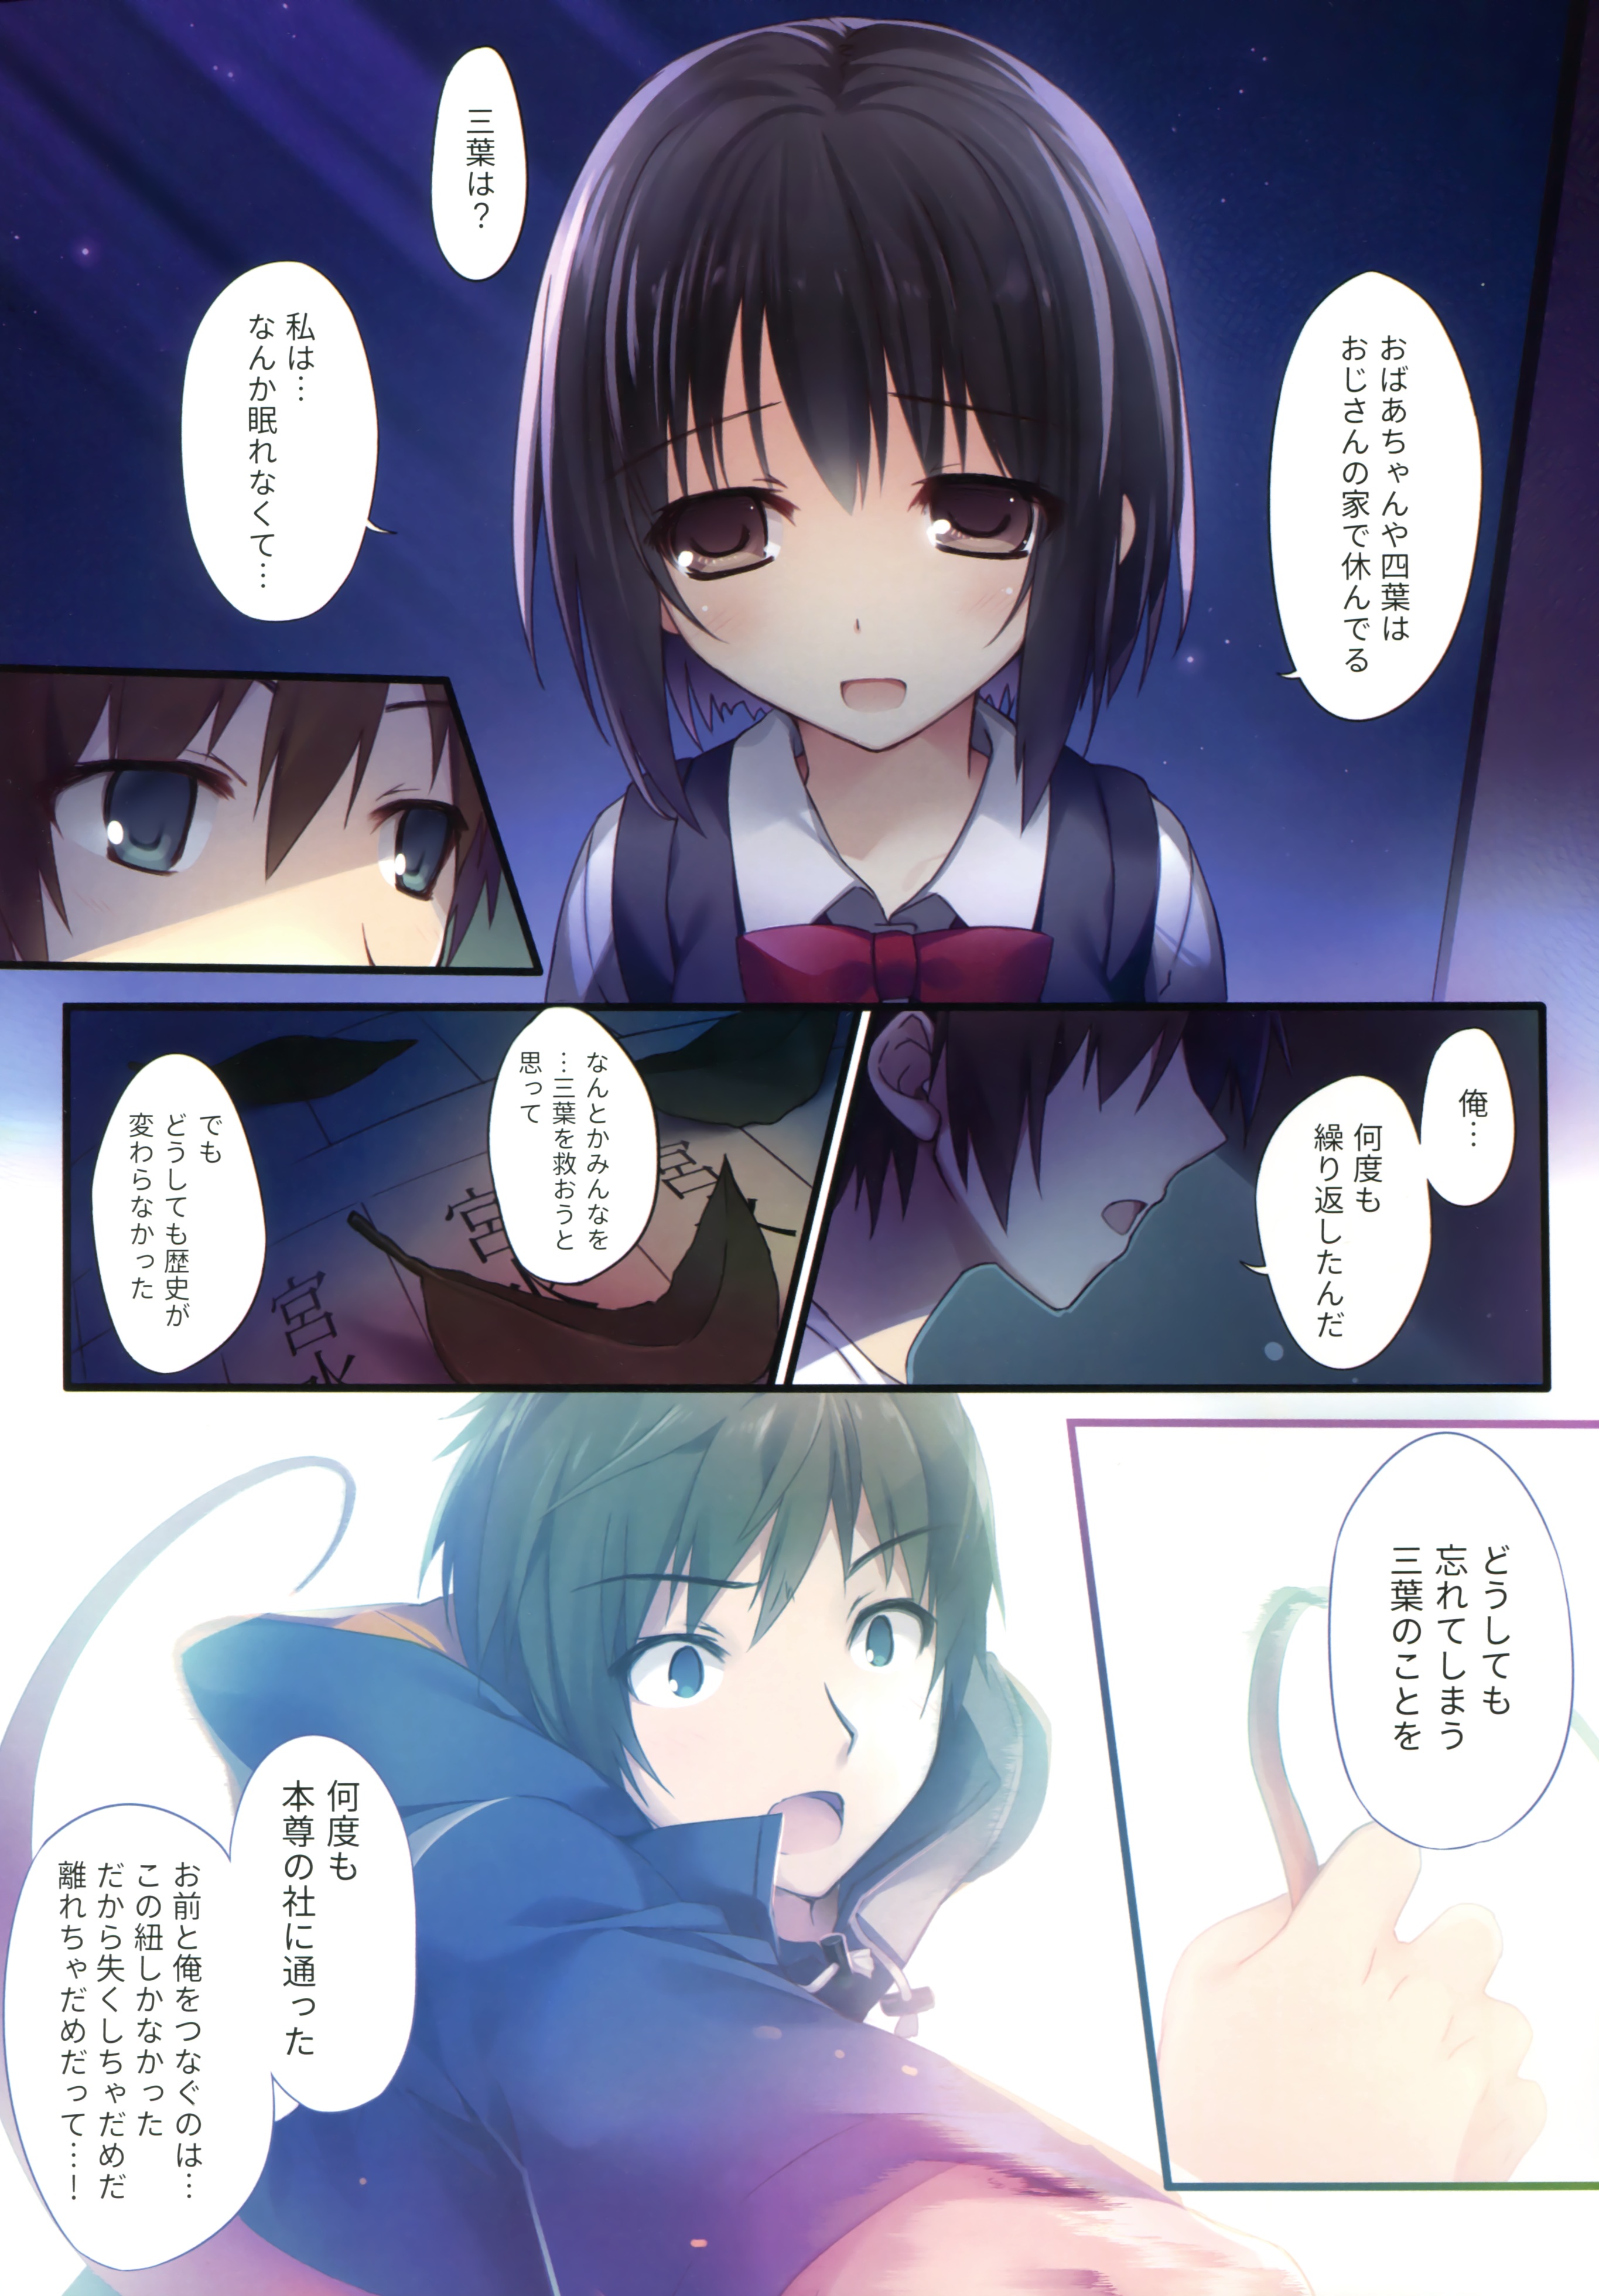 おばあちゃんや四葉は
おじさんの家で休んでる
三葉は？
私は…
なんか眠れなくて…
俺…
何度も
繰り返したんだ
なんとかみんなを
…三葉を救おうと
思って
でも
どうしても歴史が
変わらなかった
宮水
宮水
宮水
どうしても
忘れてしまう
三葉のことを
何度も
本尊の社に通った
お前と俺をつなぐのは…
この紐しかなかった
だから失くしちゃだめだ
離れちゃだめだって…！